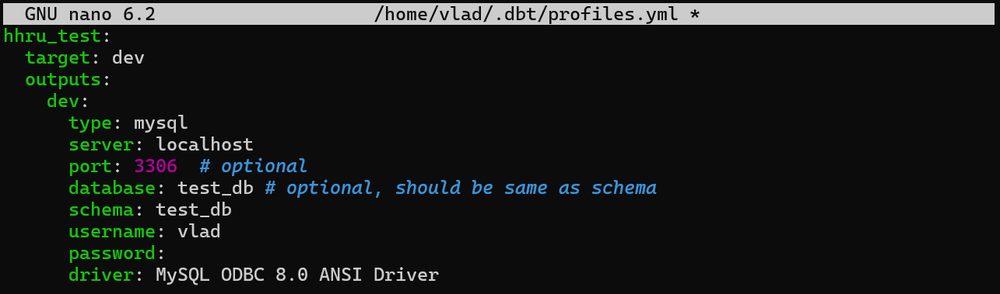 GNU nano 6.2 /home/vlad/.dbt/profiles.yml *
hhru_test:
  target: dev
  outputs:
    dev:
      type: mysql
      server: localhost
      port: 3306  # optional
      database: test_db # optional, should be same as schema
      schema: test_db
      username: vlad
      password:
      driver: MySQL ODBC 8.0 ANSI Driver